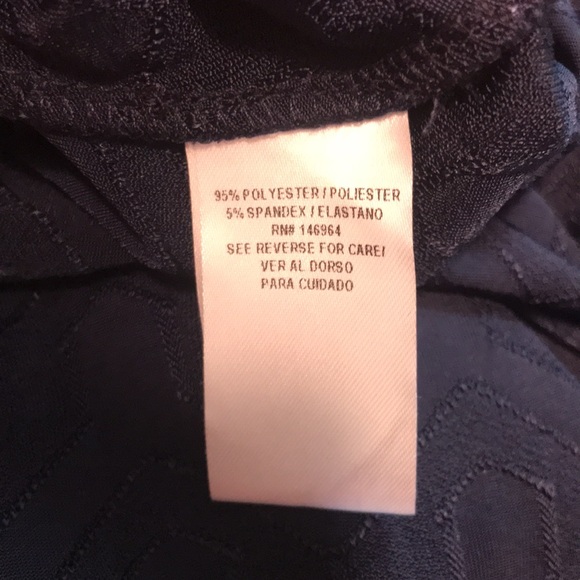 95% POLYESTER / POLIESTER
5% SPANDEX / ELASTANO
RN# 146964
SEE REVERSE FOR CARE/
VER AL DORSO
PARA CUIDADO